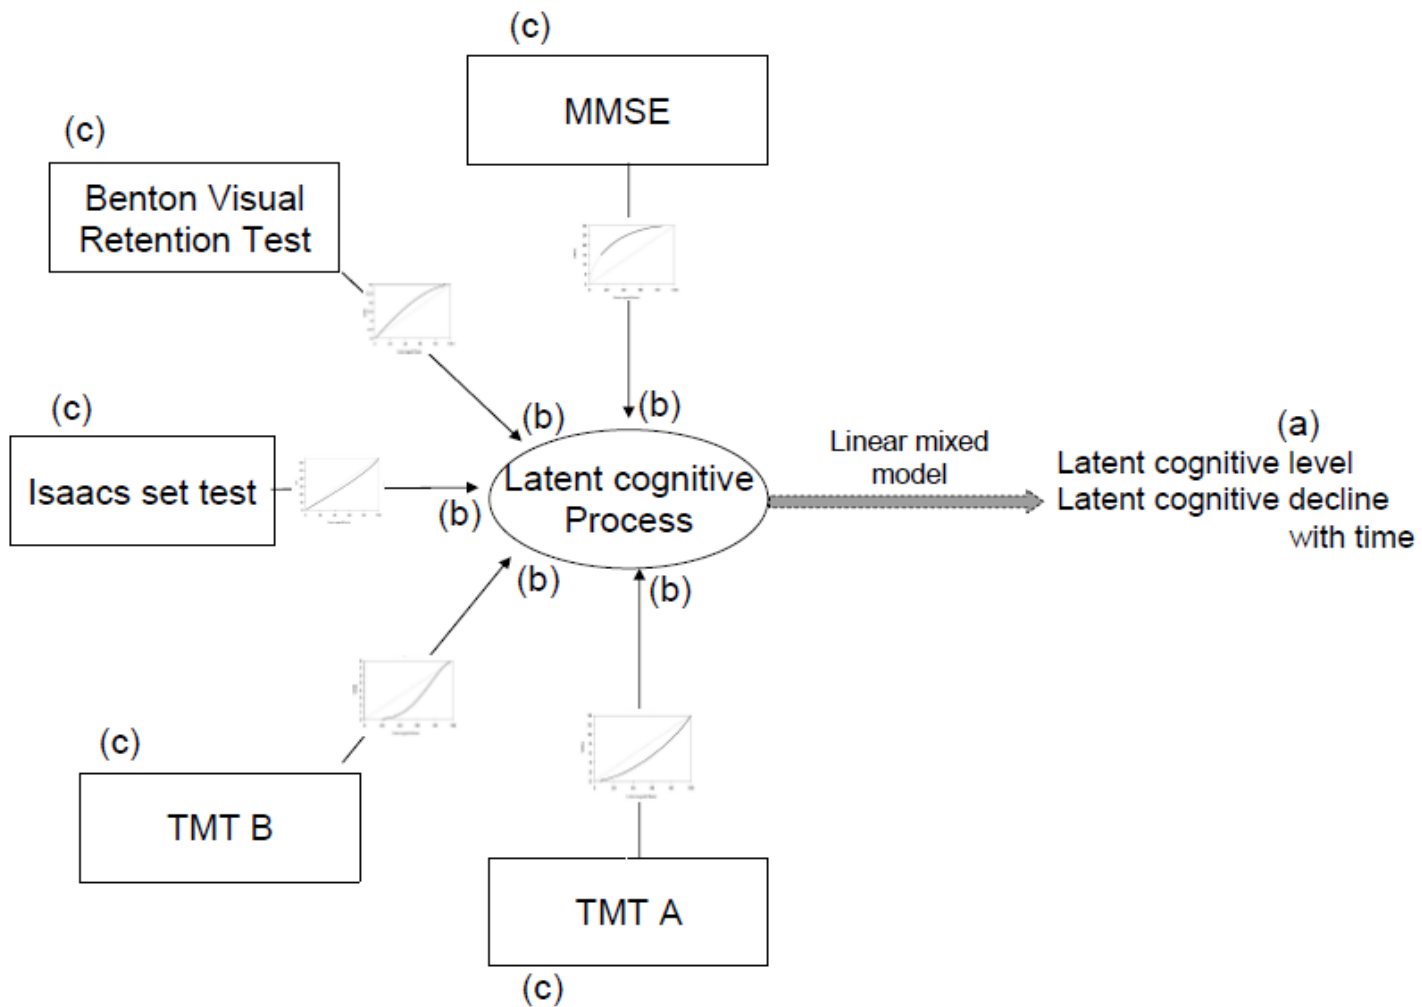 (c)
MMSE
(c)
Benton Visual
Retention Test
(c)
Isaacs set test
(b)
(b)
(b)
(b)
(b)
Latent cognitive
Process
Linear mixed
model
(a)
Latent cognitive level
Latent cognitive decline
with time
(c)
TMT B
TMT A
(c)